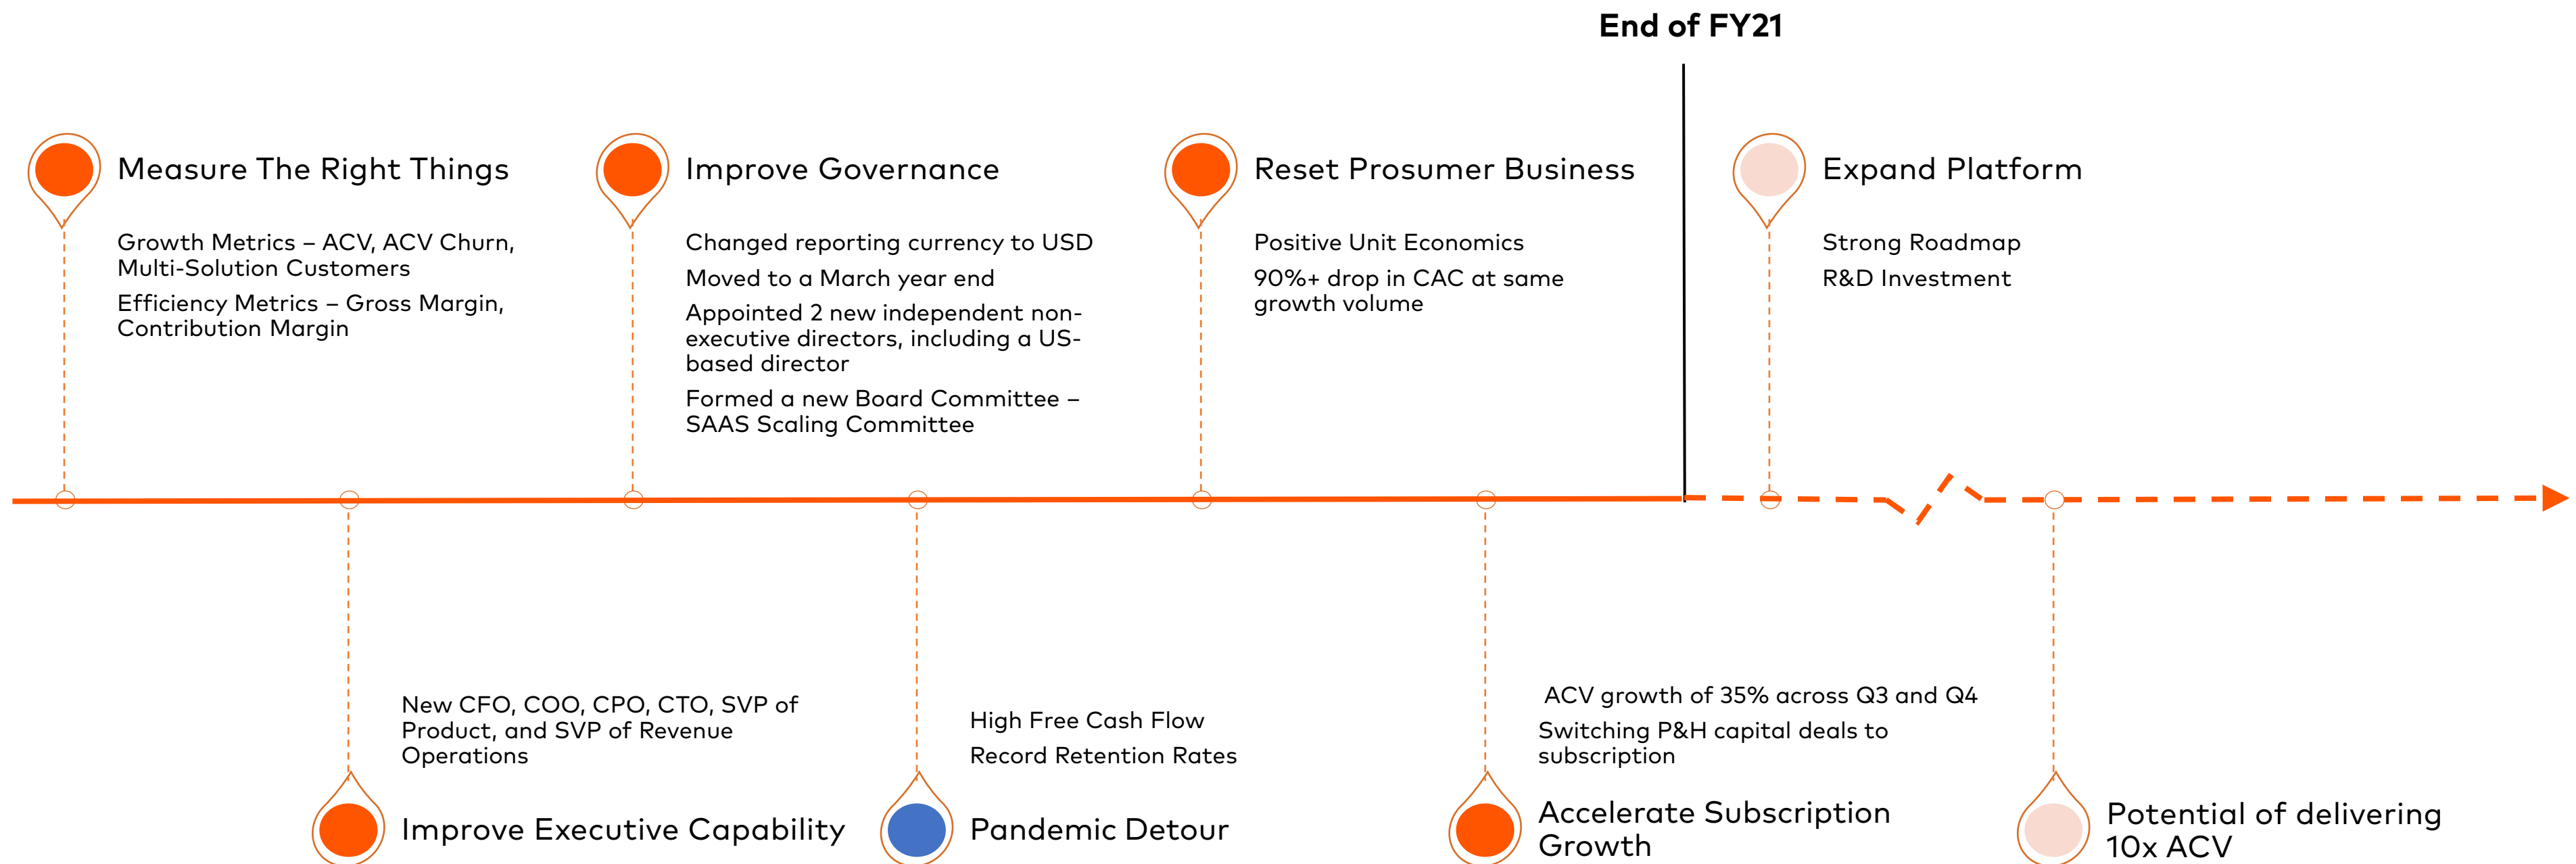 End of FY21
Measure The Right Things
Growth Metrics – ACV, ACV Churn,
Multi-Solution Customers
Efficiency Metrics – Gross Margin,
Contribution Margin
Improve Governance
Changed reporting currency to USD
Moved to a March year end
Appointed 2 new independent non-
executive directors, including a US-
based director
Formed a new Board Committee –
SAAS Scaling Committee
Reset Prosumer Business
Positive Unit Economics
90%+ drop in CAC at same
growth volume
Expand Platform
Strong Roadmap
R&D Investment
New CFO, COO, CPO, CTO, SVP of
Product, and SVP of Revenue
Operations
Improve Executive Capability
High Free Cash Flow
Record Retention Rates
Pandemic Detour
ACV growth of 35% across Q3 and Q4
Switching P&H capital deals to
subscription
Accelerate Subscription
Growth
Potential of delivering
10x ACV